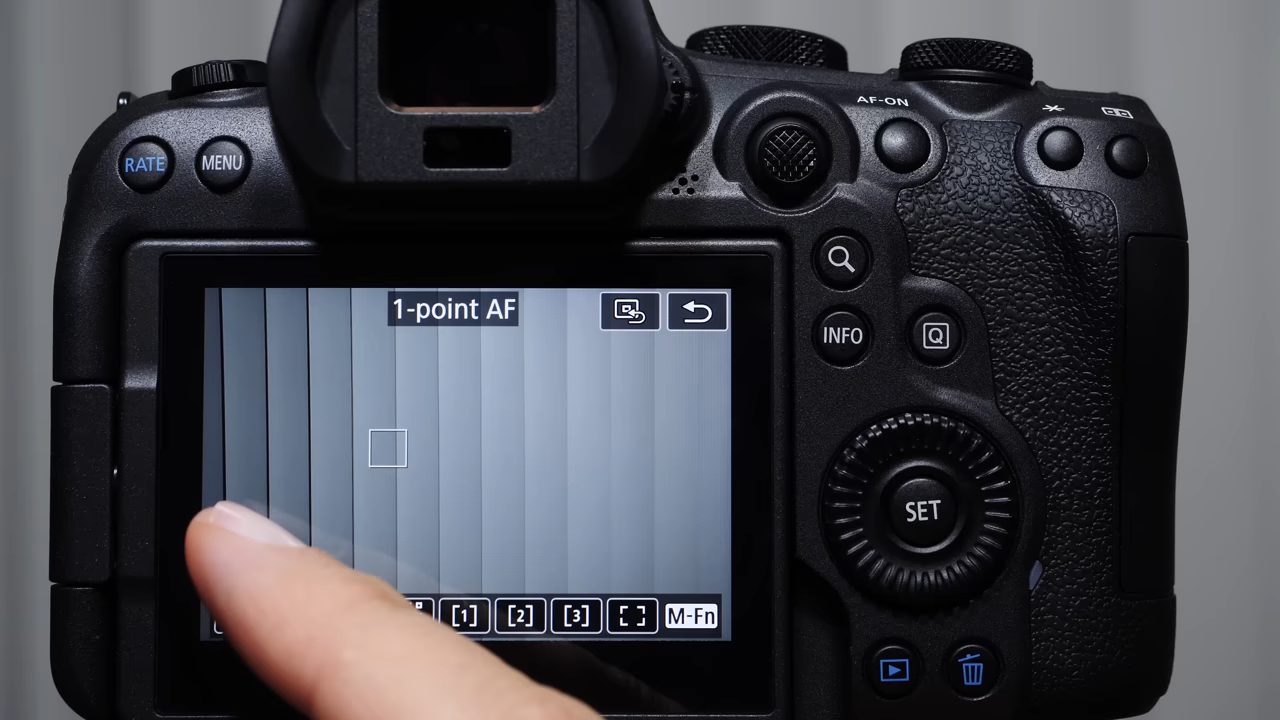 AF-ON
RATE
MENU
1-point AF
INFO
Q
SET
[1]
[2]
[3]
M-Fn